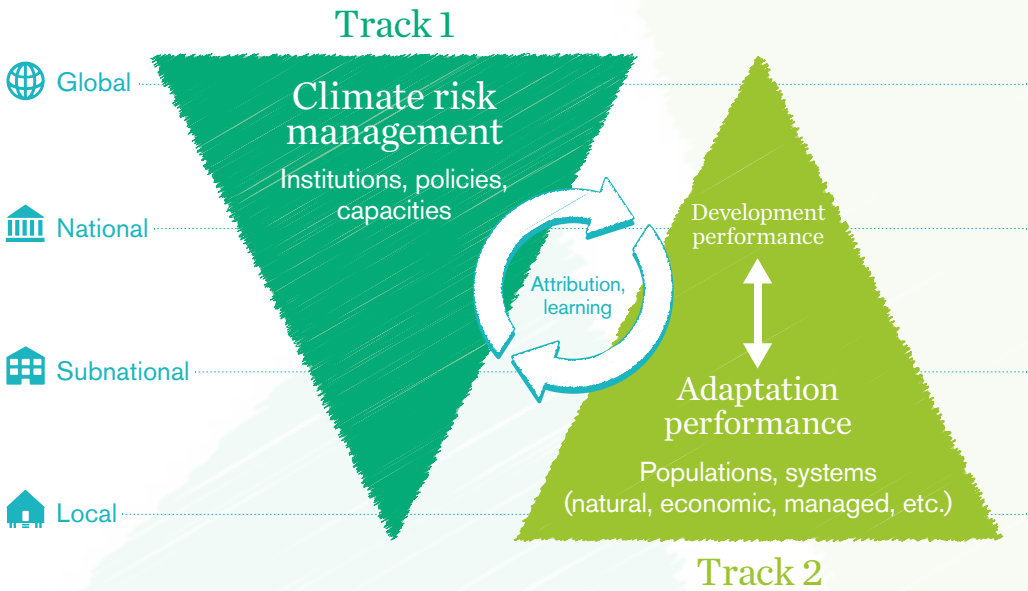 Track 1
Global
Climate risk
management
Institutions, policies,
capacities
National
Attribution,
learning
Development
performance
Subnational
Adaptation
performance
Populations, systems
(natural, economic, managed, etc.)
Local
Track 2